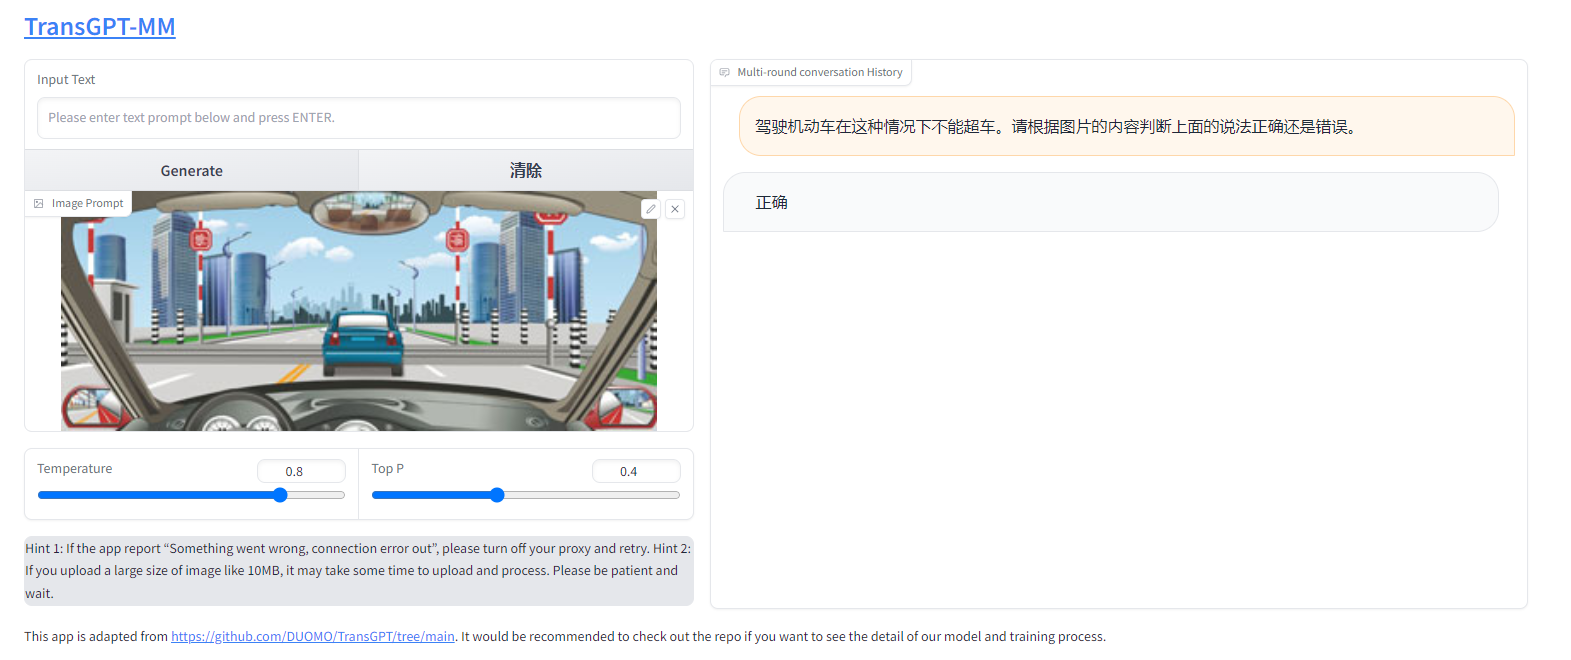 TransGPT-MM
Input Text
Please enter text prompt below and press ENTER.
Generate
清除
Image Prompt
Temperature
0.8
Top P
0.4
Hint 1: If the app report “Something went wrong, connection error out”, please turn off your proxy and retry. Hint 2:
If you upload a large size of image like 10MB, it may take some time to upload and process. Please be patient and
wait.
Multi-round conversation History
驾驶机动车在这种情况下不能超车。请根据图片的内容判断上面的说法正确还是错误。
正确
This app is adapted from https://github.com/DUOMO/TransGPT/tree/main. It would be recommended to check out the repo if you want to see the detail of our model and training process.